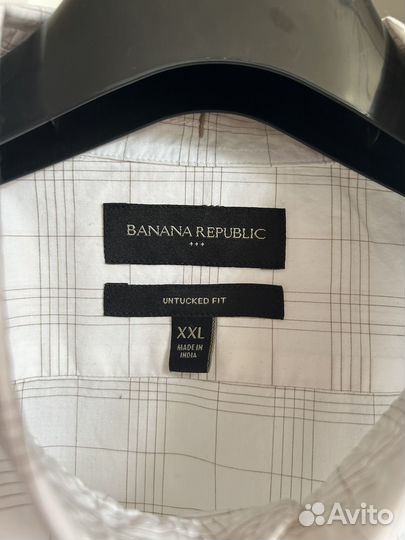 BANANA REPUBLIC
+++
UNTUCKED FIT
XXL
MADE IN
INDIA
Avito